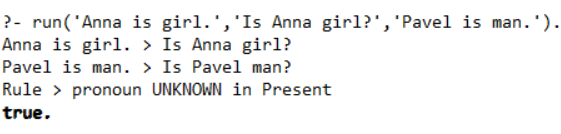 ?- run('Anna is girl.','Is Anna girl?','Pavel is man.').
Anna is girl. > Is Anna girl?
Pavel is man. > Is Pavel man?
Rule > pronoun UNKNOWN in Present
true.